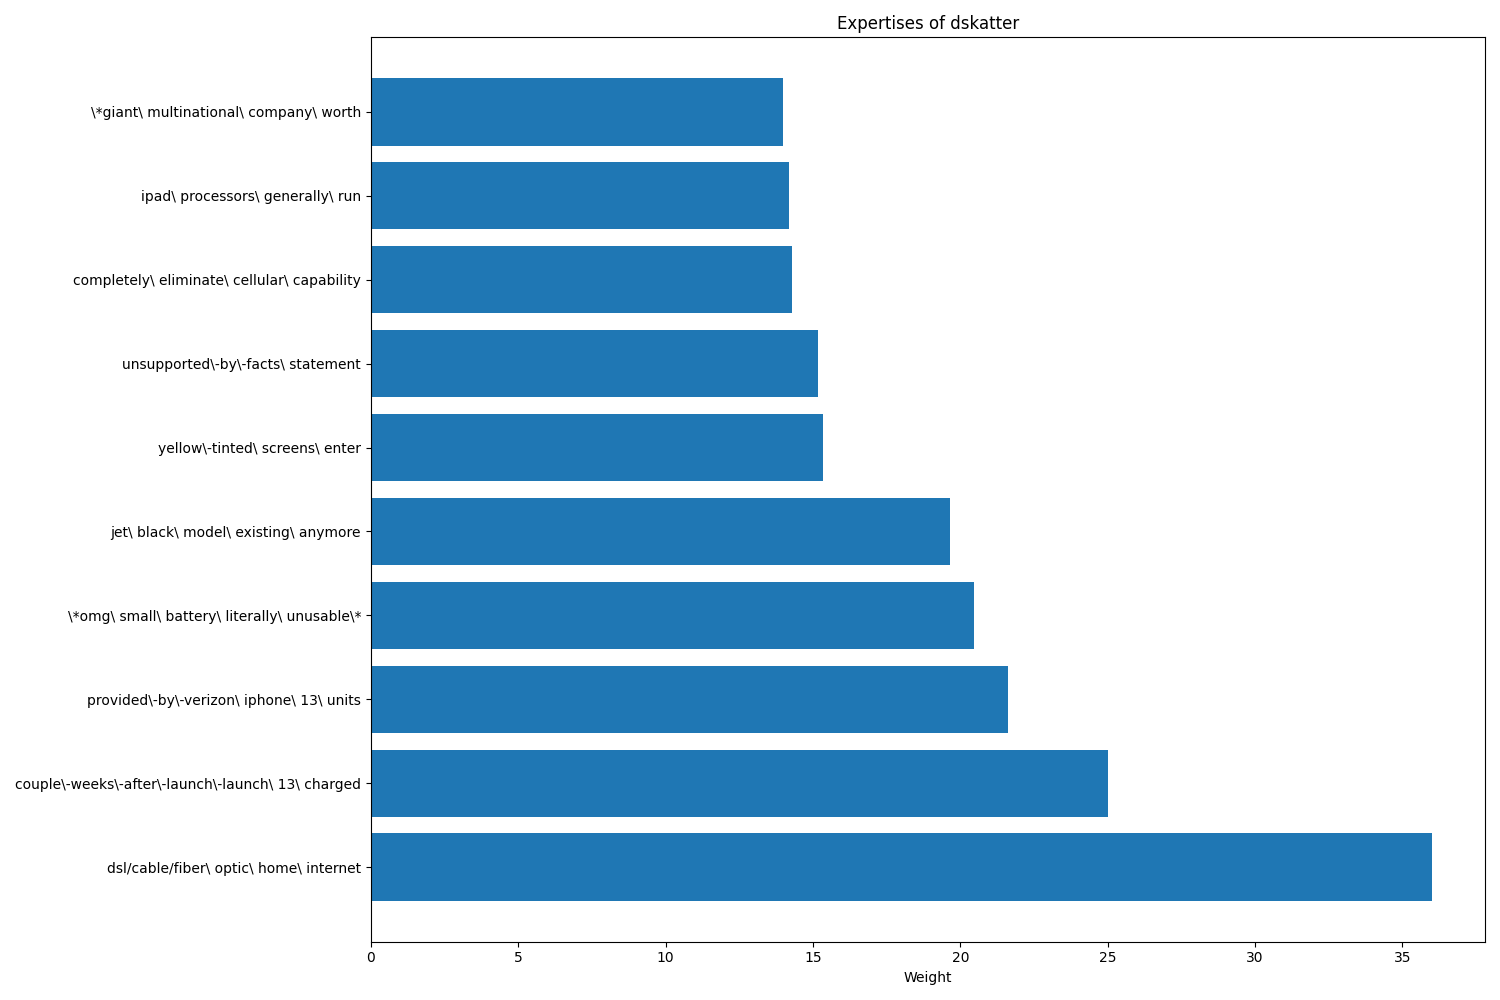 Expertises of dskatter
\*giant\ multinational\ company\ worth
ipad\ processors\ generally\ run
completely\ eliminate\ cellular\ capability
unsupported\-by\-facts\ statement
yellow\-tinted\ screens\ enter
jet\ black\ model\ existing\ anymore
\*omg\ small\ battery\ literally\ unusable\*
provided\-by\-verizon\ iphone\ 13\ units
couple\-weeks\-after\-launch\-launch\ 13\ charged
dsl/cable/fiber\ optic\ home\ internet
0 5 10 15 20 25 30 35
Weight